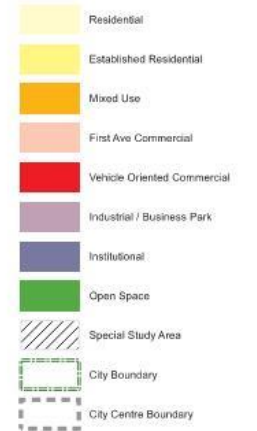 Residential
Established Residential
Mixed Use
First Ave Commercial
Vehicle Oriented Commercial
Industrial / Business Park
Institutional
Open Space
Special Study Area
City Boundary
City Centre Boundary